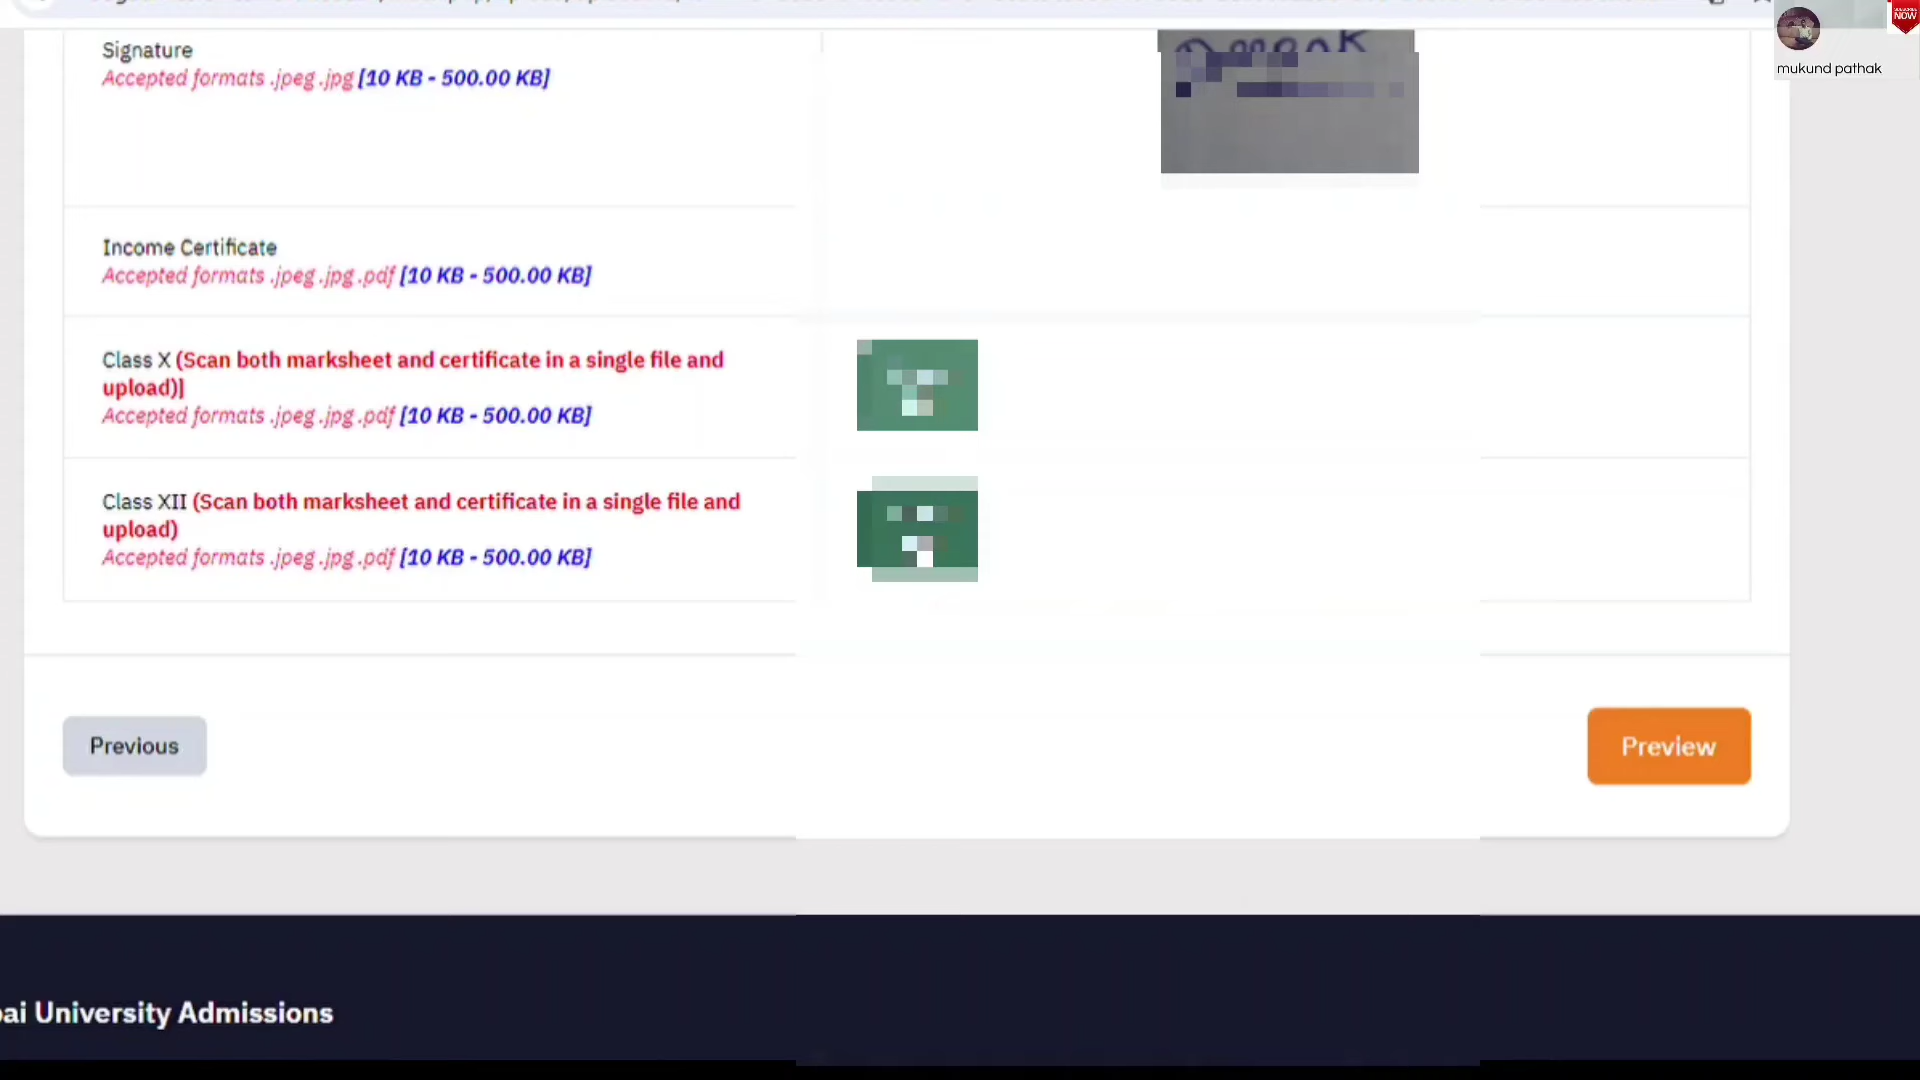 Signature
Accepted formats .jpeg .jpg [10 KB - 500.00 KB]
Income Certificate
Accepted formats .jpeg .jpg .pdf [10 KB - 500.00 KB]
Class X (Scan both marksheet and certificate in a single file and
upload)]
Accepted formats .jpeg .jpg .pdf [10 KB - 500.00 KB]
Class XII (Scan both marksheet and certificate in a single file and
upload)
Accepted formats .jpeg .jpg .pdf [10 KB - 500.00 KB]
Previous
Preview
University Admissions
mukund pathak
NOW